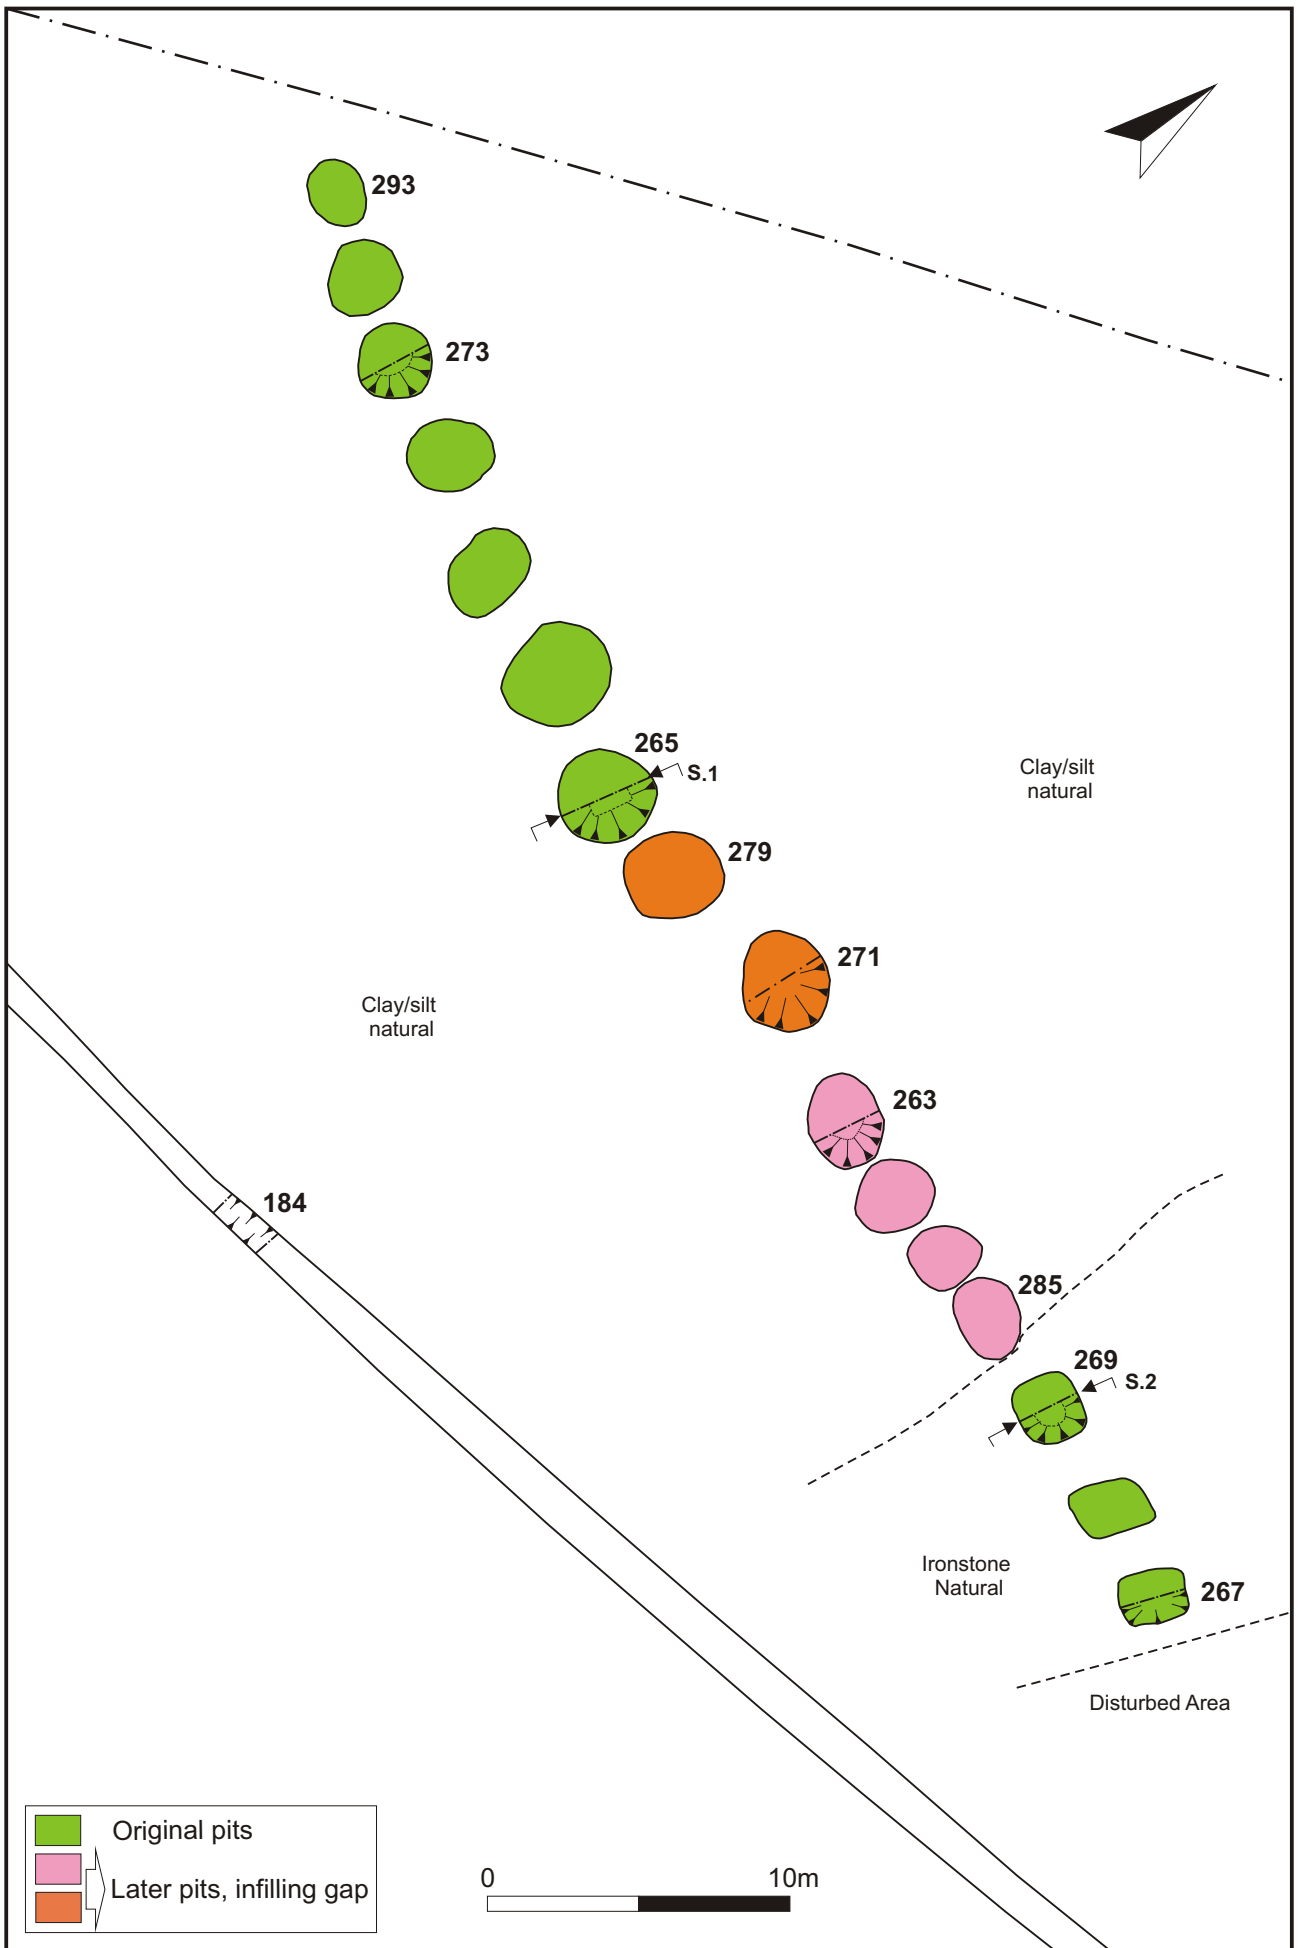 293
273
265
S.1
Clay/silt
natural
279
271
Clay/silt
natural
263
184
285
269
S.2
Ironstone
Natural
267
Disturbed Area
Original pits
Later pits, infilling gap
0 10m